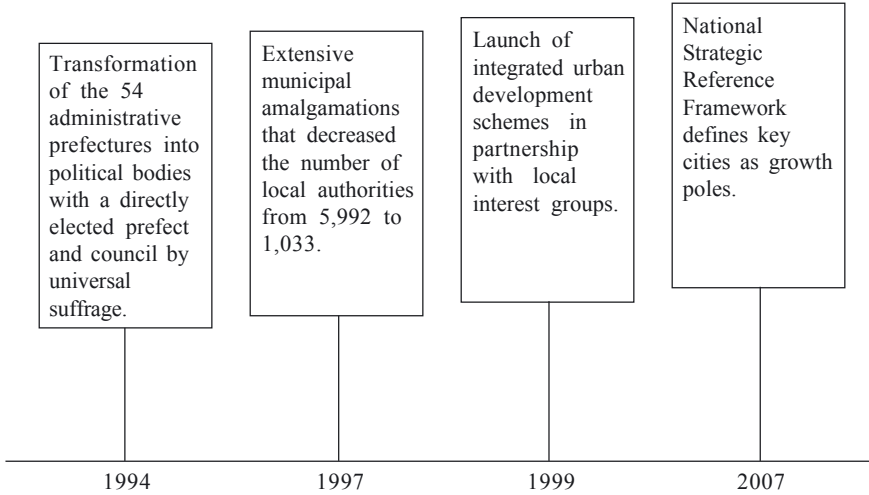 Transformation
of the 54
administrative
prefectures into
political bodies
with a directly
elected prefect
and council by
universal
suffrage.
Extensive
municipal
amalgamations
that decreased
the number of
local authorities
from 5,992 to
1,033.
Launch of
integrated urban
development
schemes in
partnership
with local
interest groups.
National
Strategic
Reference
Framework
defines key
cities as growth
poles.
1994
1997
1999
2007